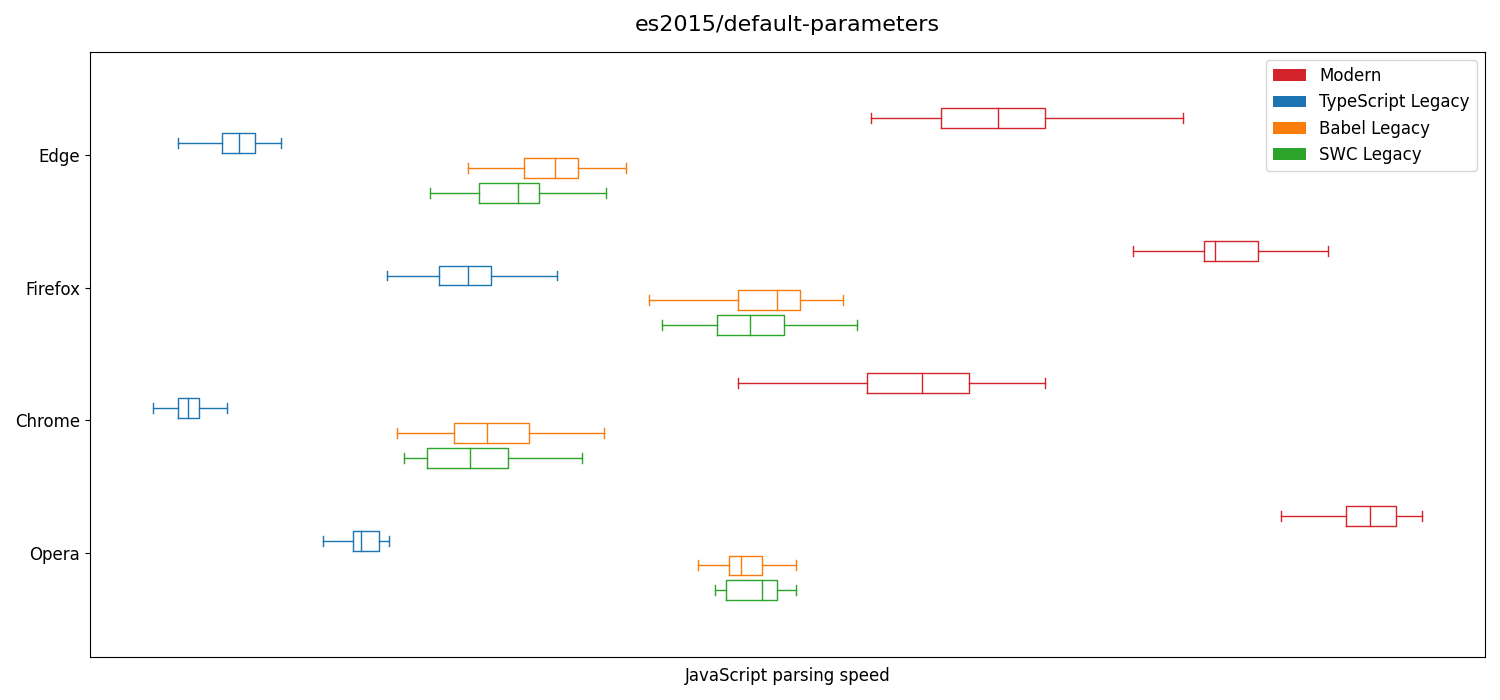 es2015/default-parameters
Modern
TypeScript Legacy
Babel Legacy
SWC Legacy
Edge
Firefox
Chrome
Opera
JavaScript parsing speed